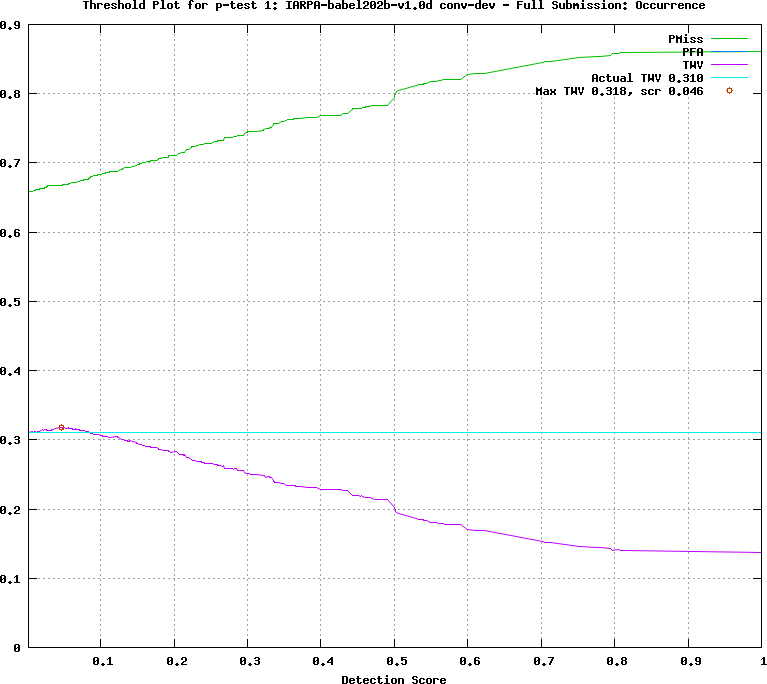 Threshold Plot for p-test 1: IARPA-babel202b-v1.0d conv-dev - Full Submission: Occurrence
0.9
PMiss
PFA
TWV
Actual TWV 0.310
Max TWV 0.318, scr 0.046
0.8
0.7
0.6
0.5
0.4
0.3
0.2
0.1
0
0.1 0.2 0.3 0.4 0.5 0.6 0.7 0.8 0.9 1
Detection Score